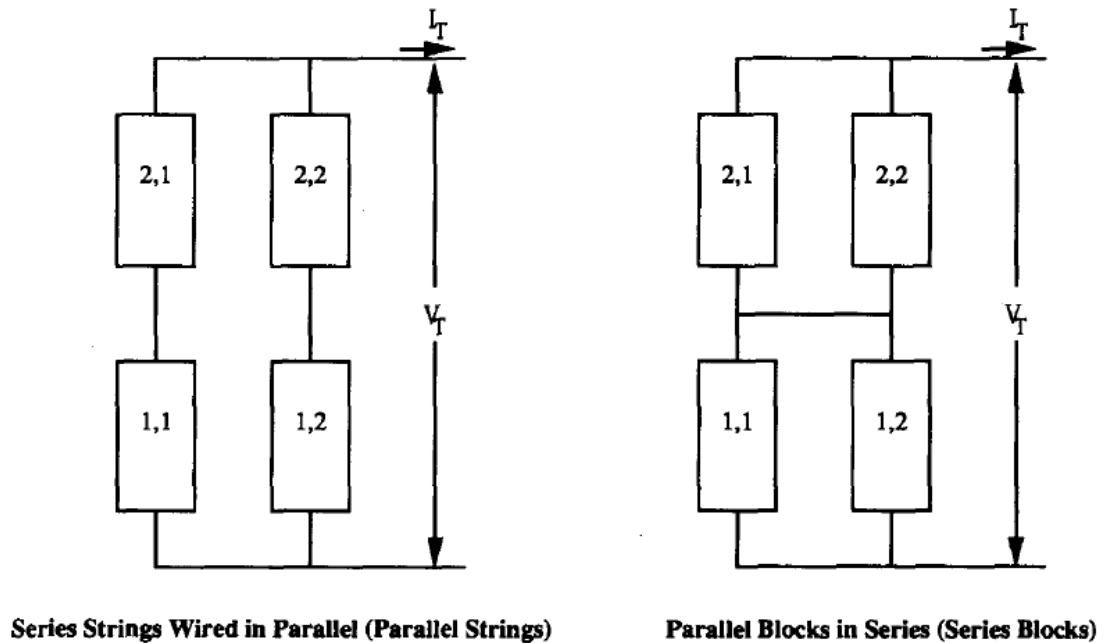 I_T
I_T
2,1
2,2
2,1
2,2
V_T
V_T
1,1
1,2
1,1
1,2
Series Strings Wired in Parallel (Parallel Strings)
Parallel Blocks in Series (Series Blocks)